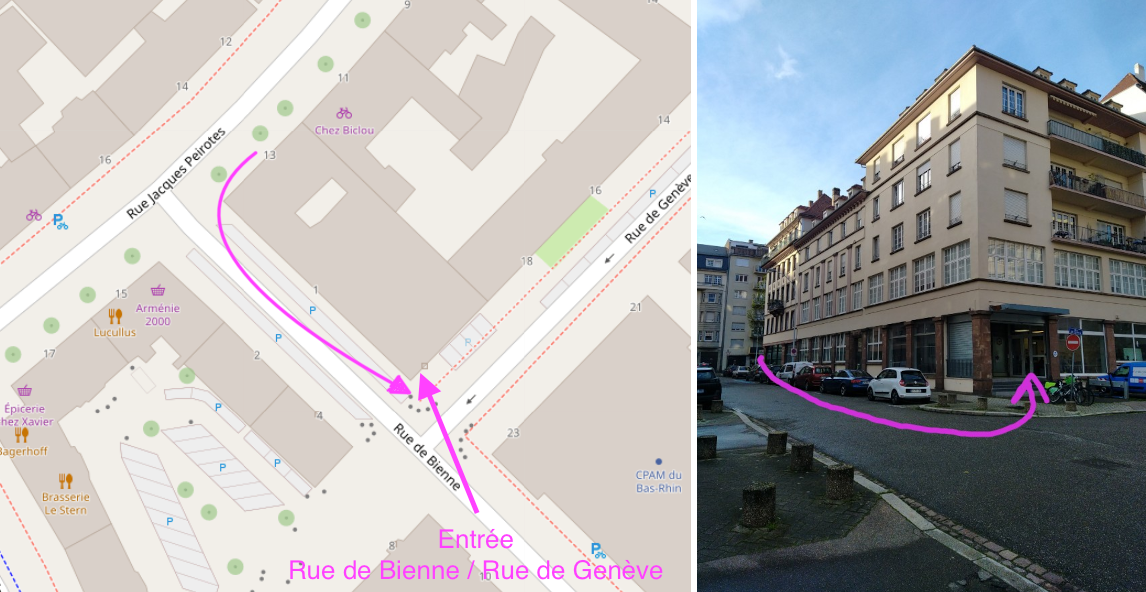 9
12
14
11
Chez Biclou
14
13
16
Rue Jacques Peirotes
16
P
Rue de Genève
18
15
Arménie
2000
Lucullus
1
P
P
P
21
17
2
Épicerie
hez Xavier
Bagerhoff
P
4
23
Rue de Bienne
P
P
P
CPAM du
Bas-Rhin
Brasserie
Le Stern
8
P
10
Entrée
Rue de Bienne / Rue de Genève